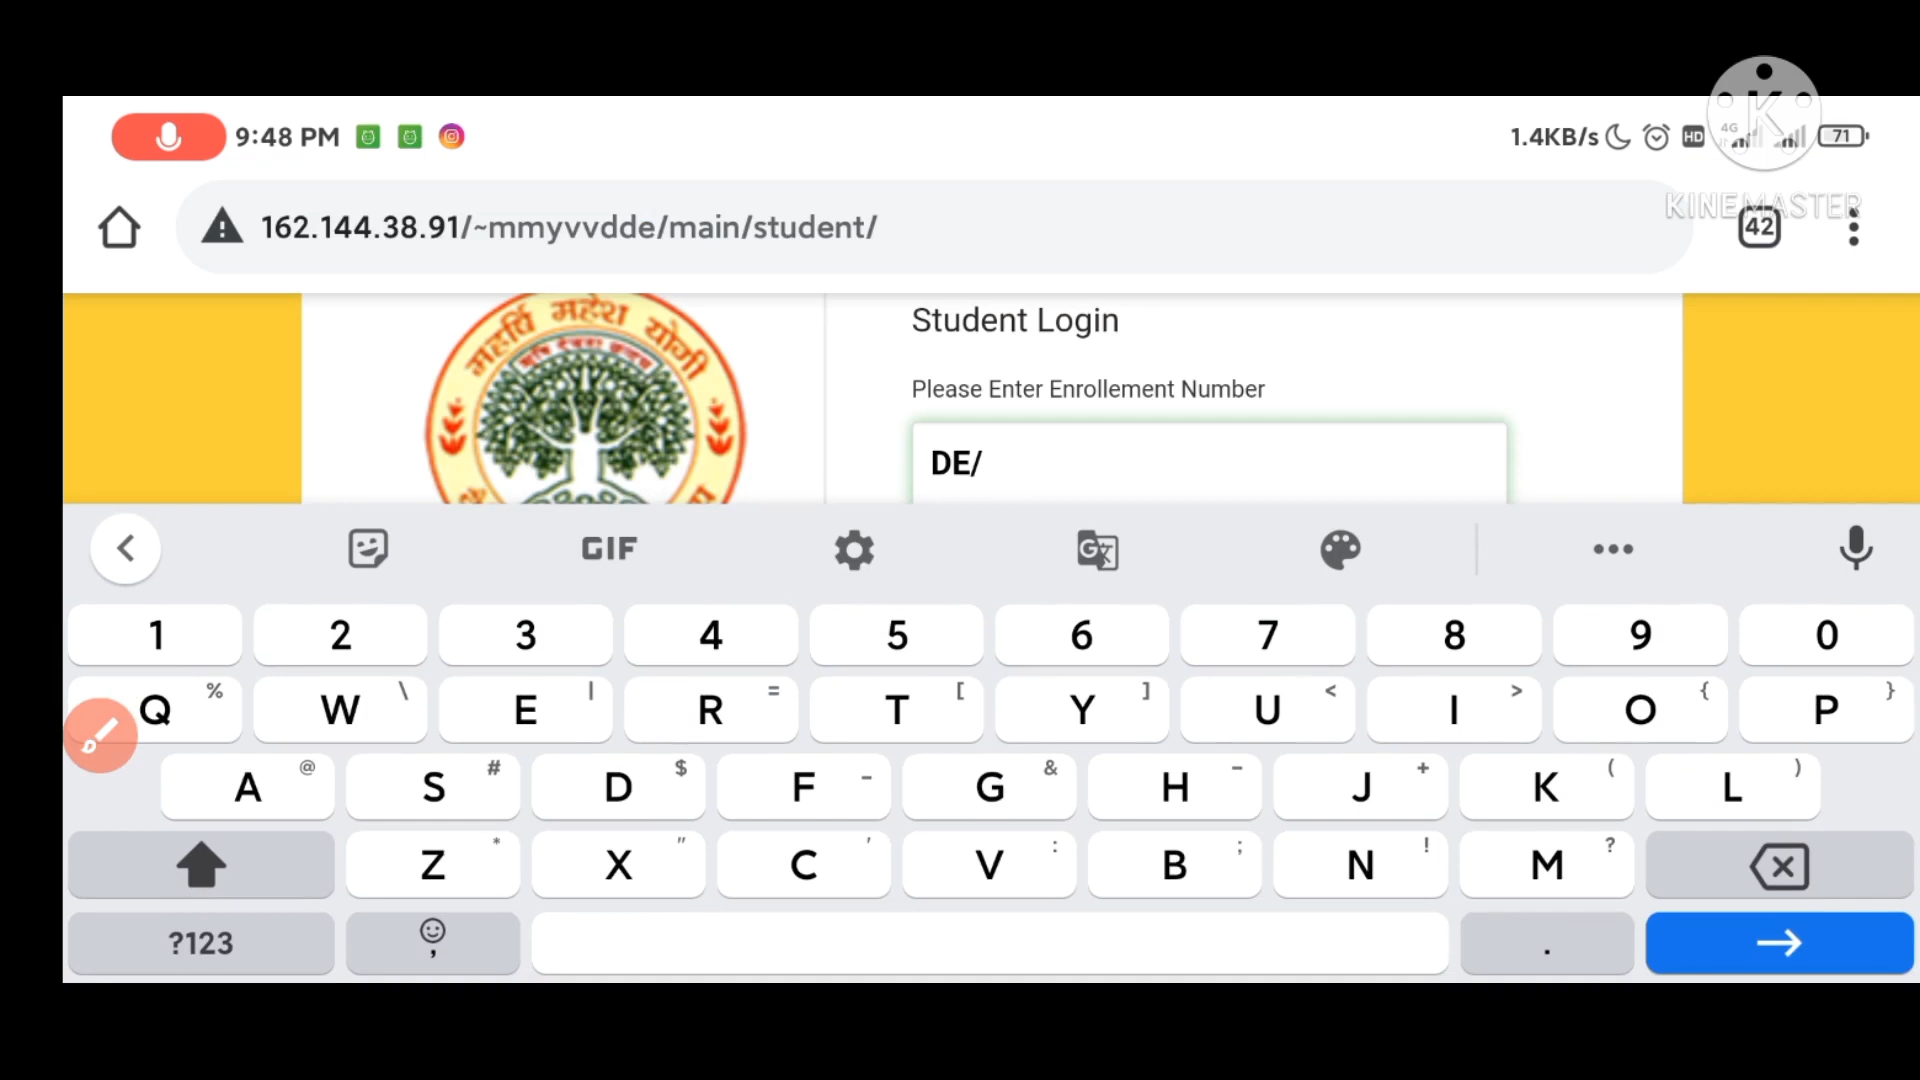 9:48 PM
1.4KB/s HD 4G 71
K
KINEMASTER
162.144.38.91/~mmyvvdde/main/student/
42
महर्षि महेश योगी
Student Login
Please Enter Enrollement Number
DE/
GIF
G
1 2 3 4 5 6 7 8 9 0
Q % W \ E | R = T [ Y ] U < I > O { P }
A @ S # D $ F _ G & H - J + K ( L )
Z * X " C ' V : B ; N ! M ?
?123 , .